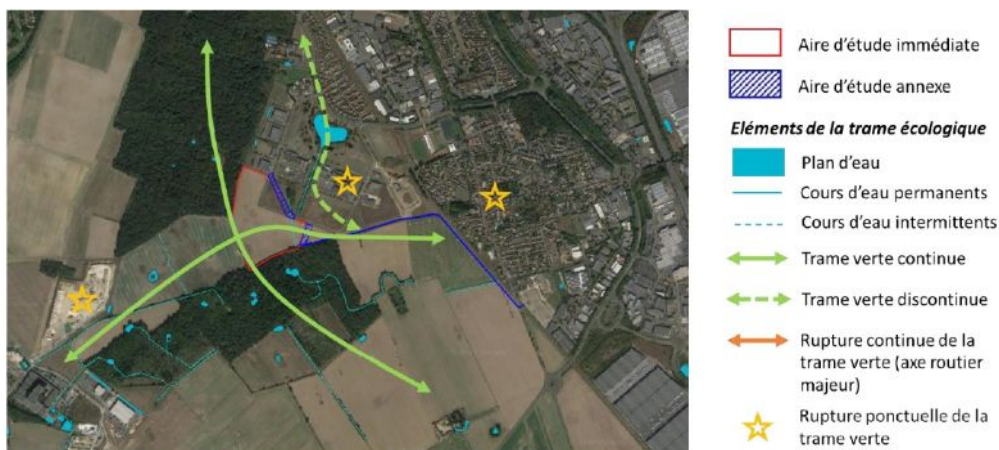 Aire d'étude immédiate
Aire d'étude annexe
Eléments de la trame écologique
Plan d'eau
Cours d'eau permanents
Cours d'eau intermittents
Trame verte continue
Trame verte discontinue
Rupture continue de la
trame verte (axe routier
majeur)
Rupture ponctuelle de la
trame verte